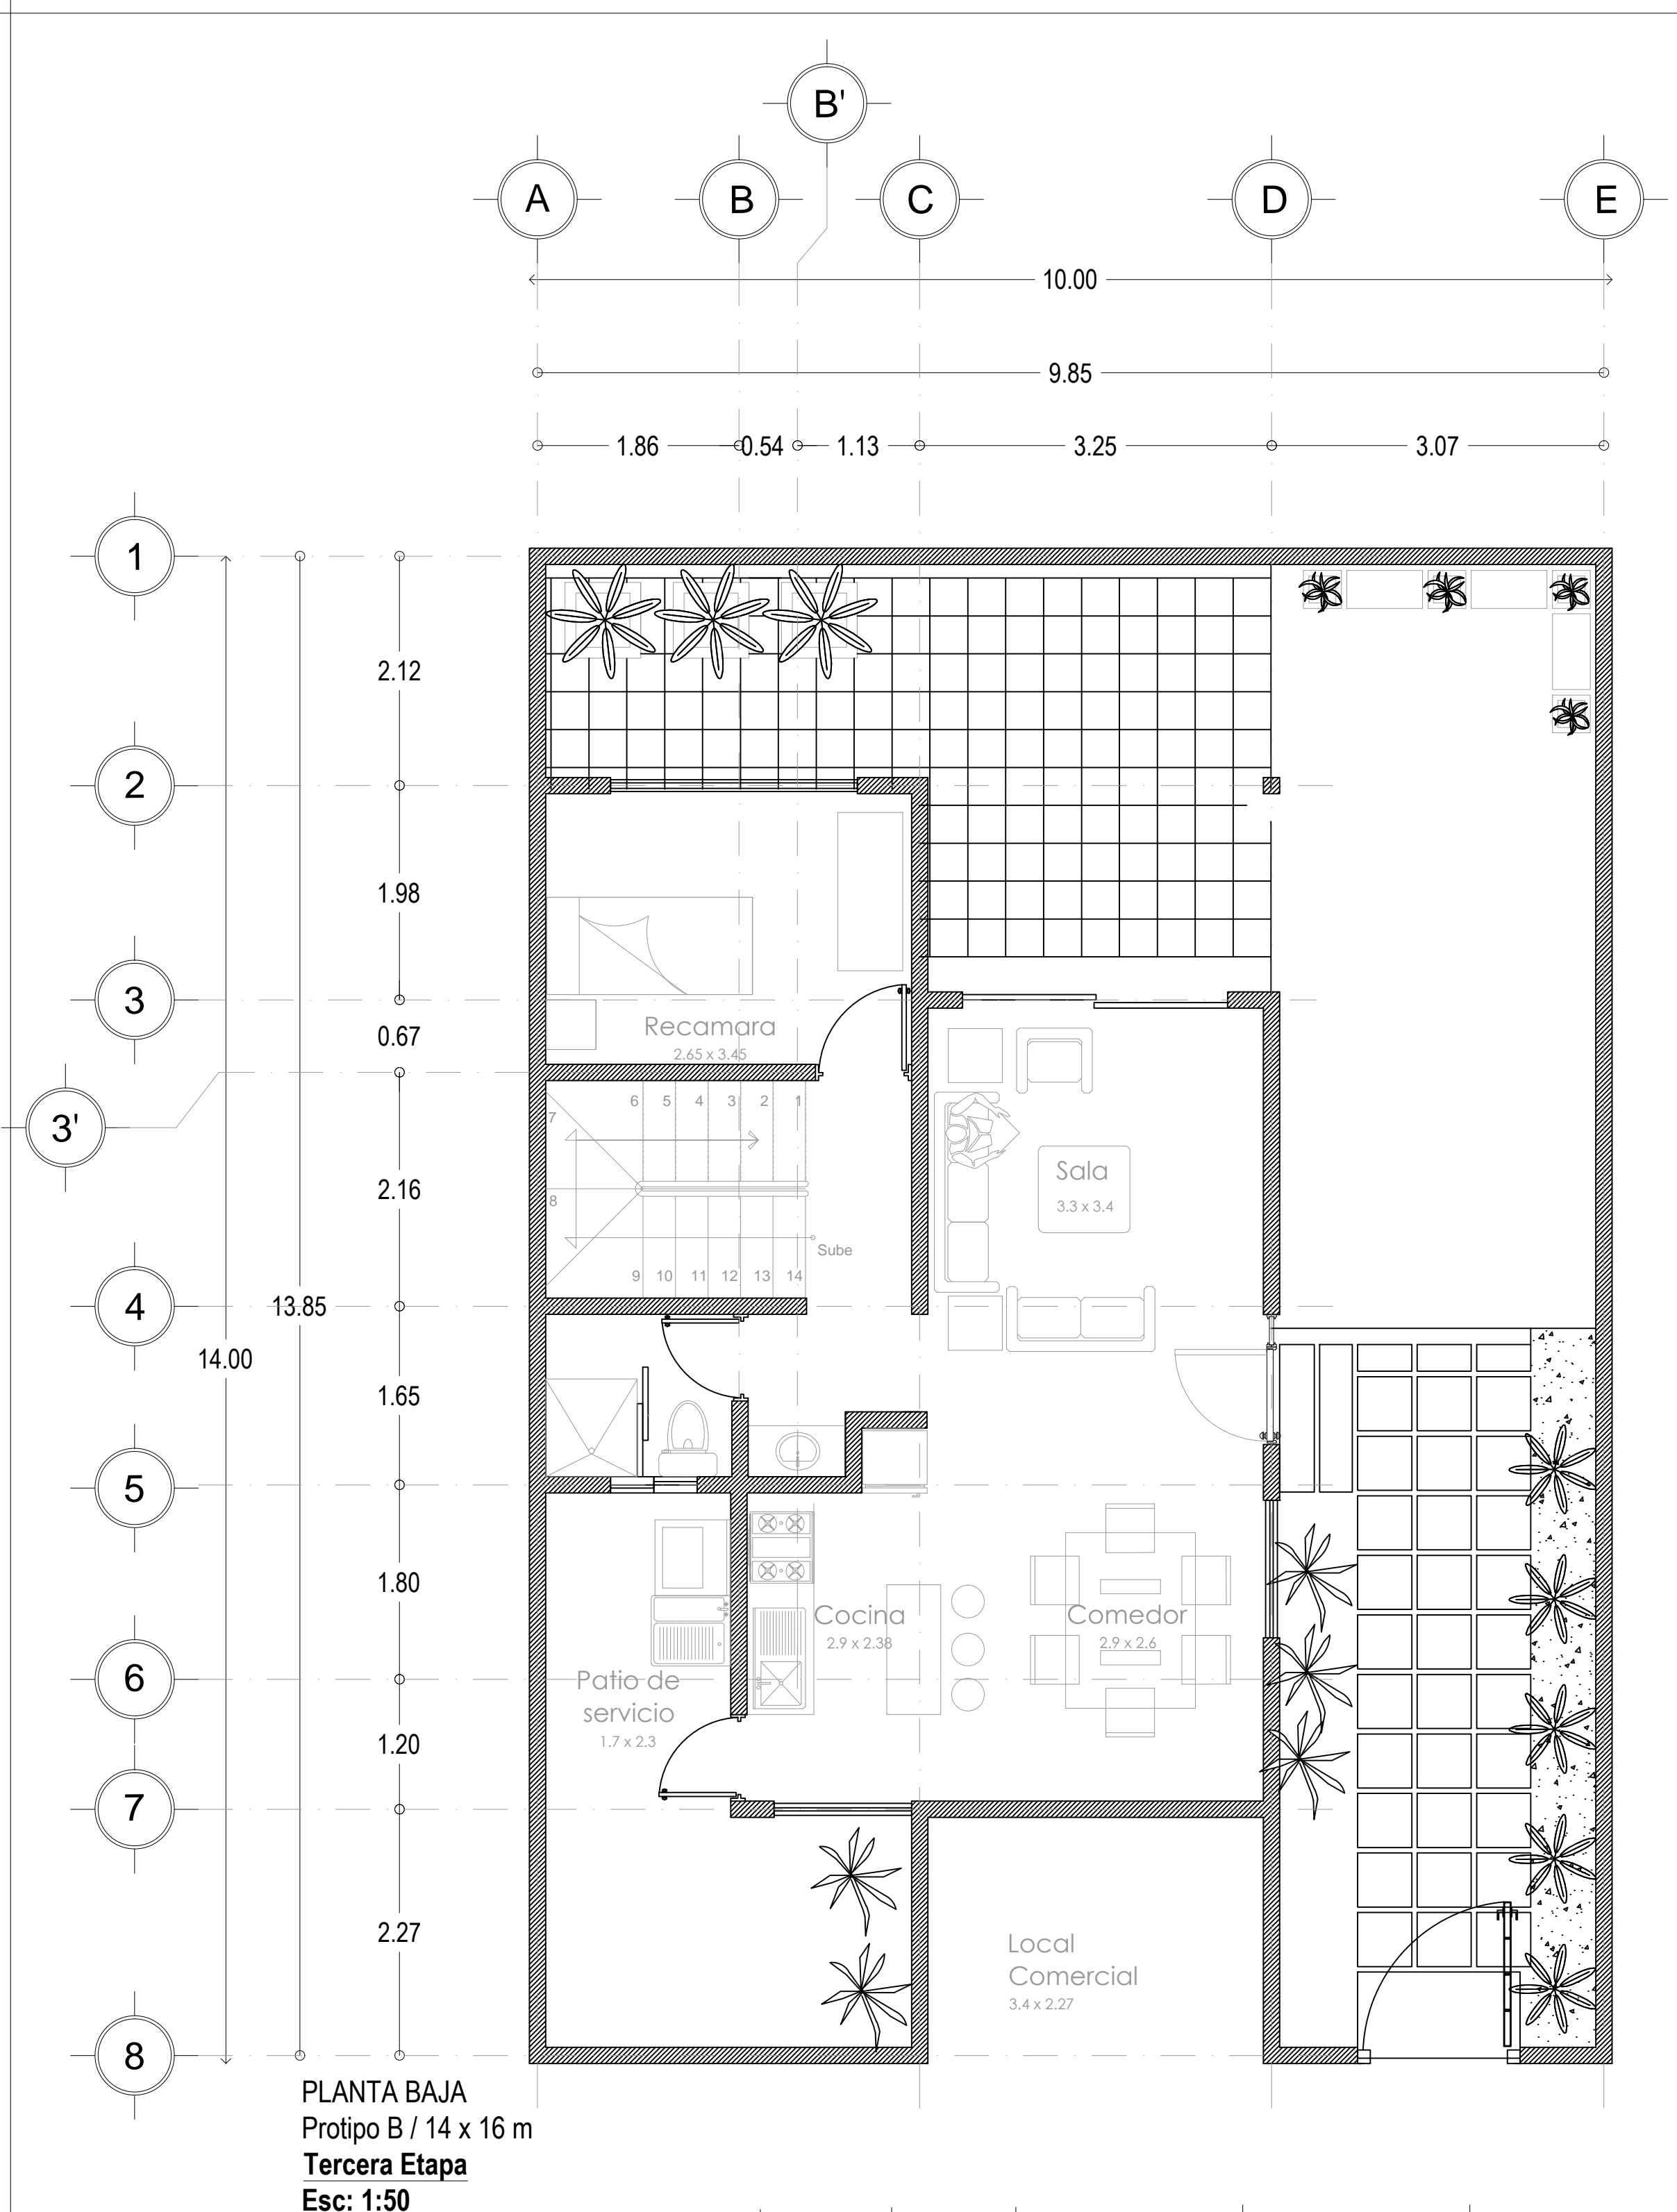 B'
A
B
C
D
E
10.00
9.85
1.86
0.54
1.13
3.25
3.07
1
2.12
2
1.98
3
Recamara
2.65 x 3.45
0.67
6 5 4 3 2 1
7
3'
Sala
3.3 x 3.4
2.16
8
Sube
9 10 11 12 13 14
4
13.85
14.00
1.65
5
1.80
Cocina
2.9 x 2.38
Comedor
2.9 x 2.6
6
Patio de
servicio
1.7 x 2.3
1.20
7
2.27
Local
Comercial
3.4 x 2.27
8
PLANTA BAJA
Protipo B / 14 x 16 m
Tercera Etapa
Esc: 1:50